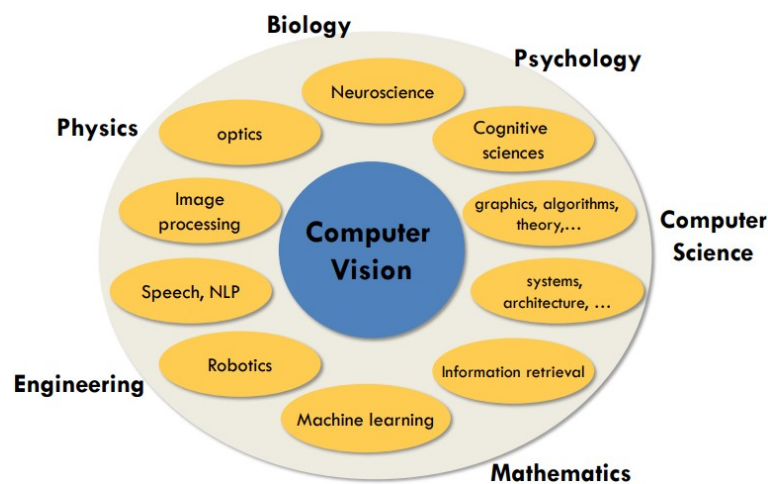 Biology
Psychology
Neuroscience
Physics
optics
Cognitive
sciences
Image
processing
graphics, algorithms,
theory,...
Computer
Vision
Computer
Science
Speech, NLP
systems,
architecture, ...
Robotics
Information retrieval
Engineering
Machine learning
Mathematics